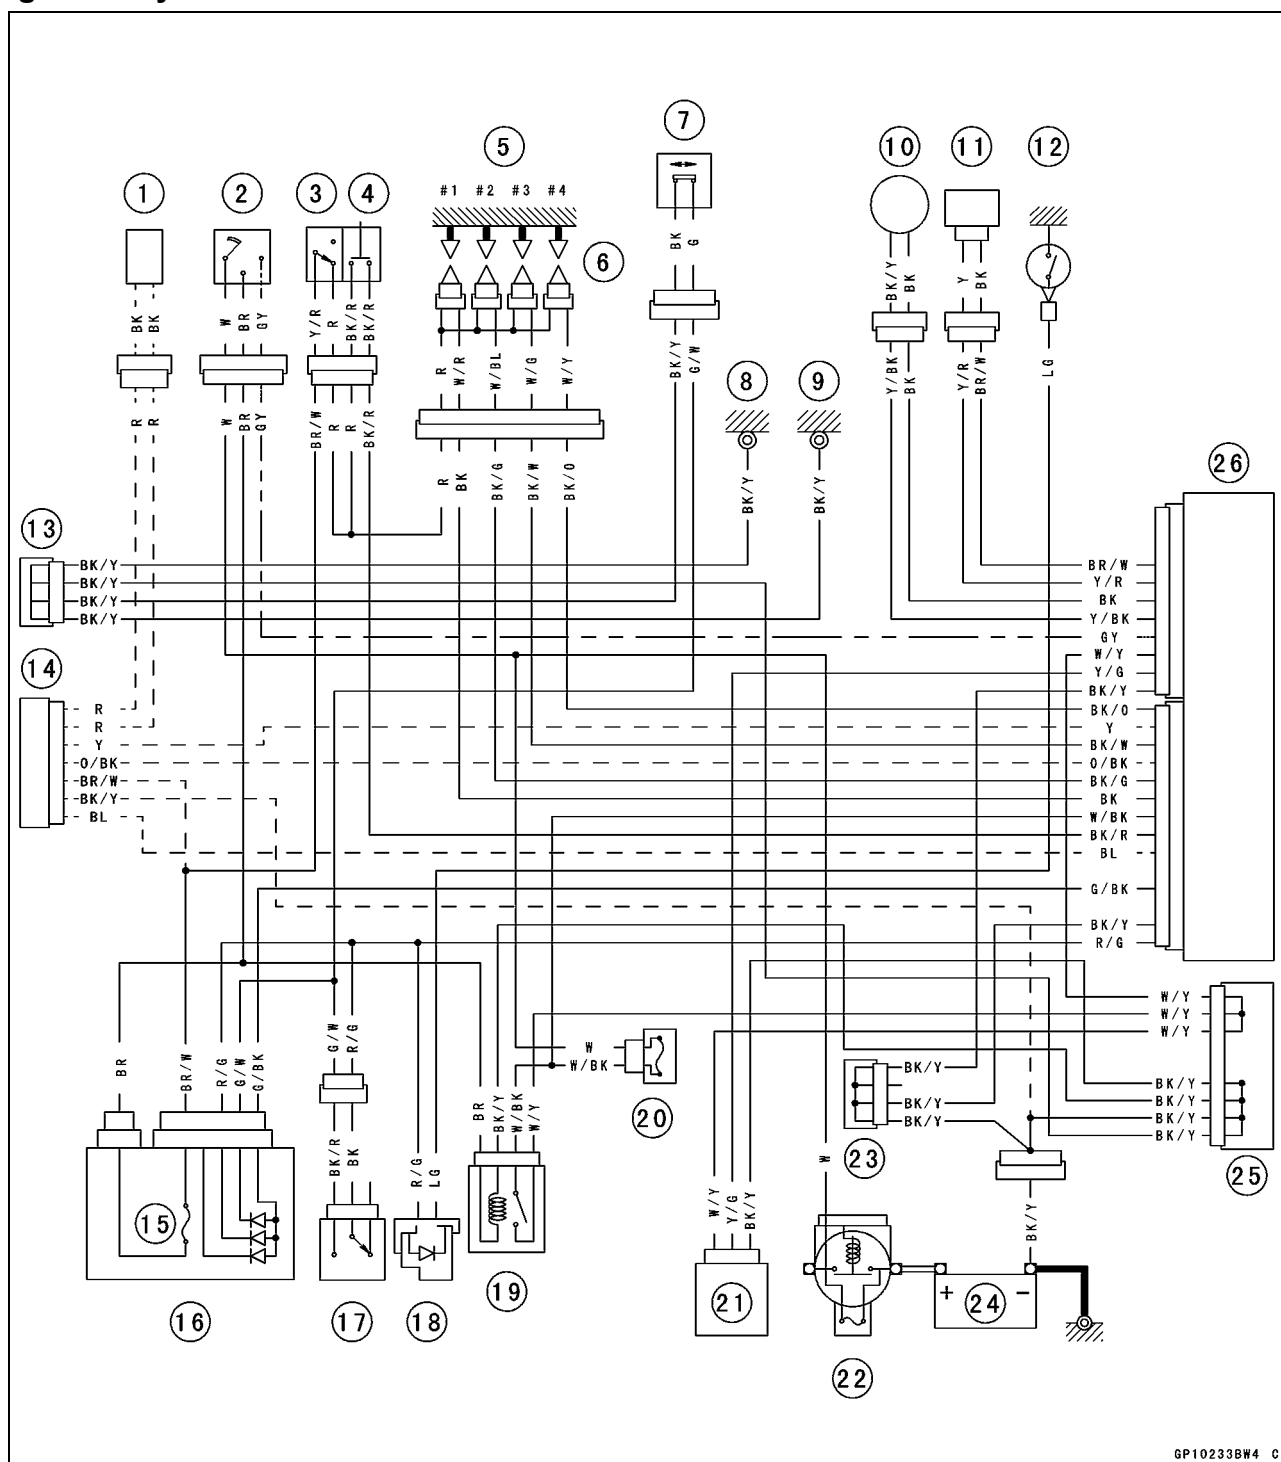 7
5
10 11 12
1 2 3 4
#1 #2 #3 #4
6
BK G
BK/Y BK Y BK
BK BK W BR GY Y/R R BK/R BK/R
R W/R W/BL W/G W/Y BK/Y G/W Y/BK BK Y/R BR/W LG
8 9
R R W BR GY BR/W R R BK/R
R BK BK/G BK/W BK/O BK/Y BK/Y
26
13
BK/Y BR/W
BK/Y Y/R
BK/Y BK
BK/Y Y/BK
GY
14 W/Y
Y/G
BK/Y
R BK/O
R Y
Y BK/W
O/BK O/BK
BR/W BK/G
BK/Y BK
BL W/BK
BK/R
BL
G/BK
BK/Y
R/G
W/Y
W/Y
W/Y
BR BR/W R/G G/W G/BK G/W R/G
W
W/BK
20
BR BK/Y W/BK W/Y
BK/Y
BK/Y
BK/Y
23
BK/Y
BK/Y
BK/Y
BK/Y
25
BK/R BK R/G LG
W/Y Y/G BK/Y W BK/Y
15
19
21
+ 24 −
16 17 18
22
GP10233BW4 C